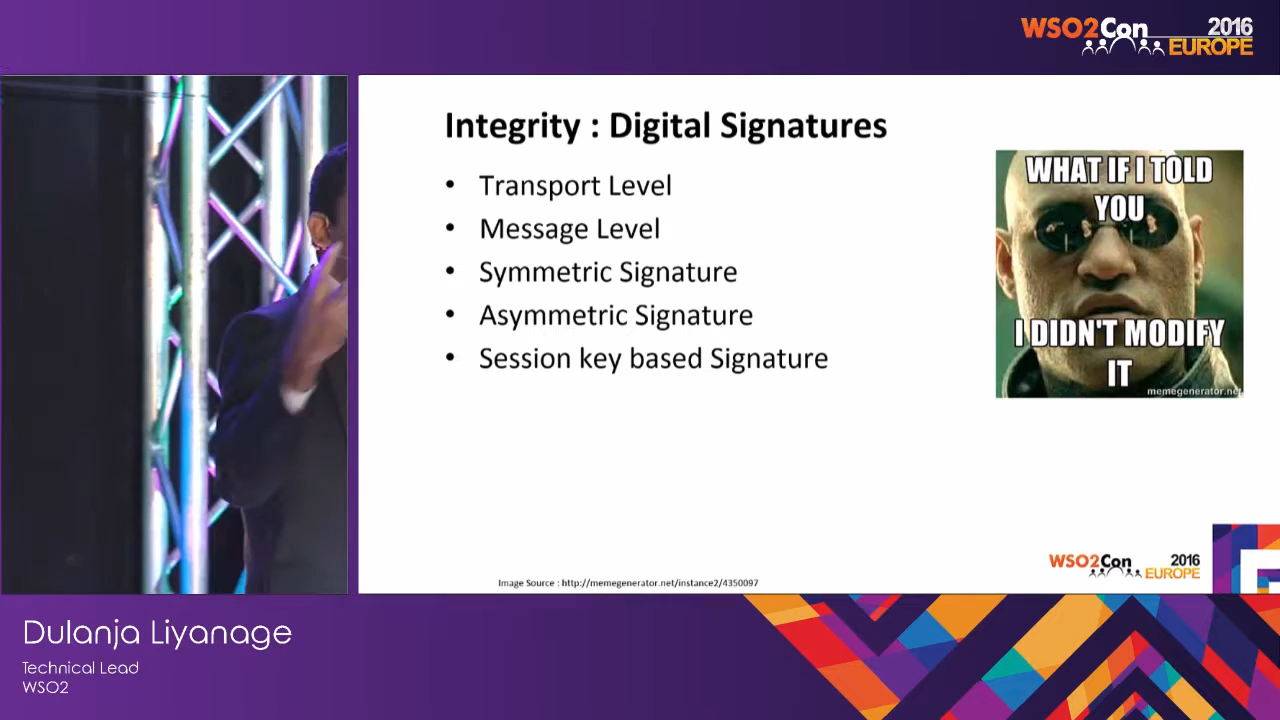 WSO2Con 2016
EUROPE
Integrity : Digital Signatures
• Transport Level
• Message Level
• Symmetric Signature
• Asymmetric Signature
• Session key based Signature
WHAT IF I TOLD
YOU
I DIDN'T MODIFY
IT
memegenerator.net
WSO2Con 2016
EUROPE
Image Source : http://memegenerator.net/instance2/4350097
Dulanja Liyanage
Technical Lead
WSO2